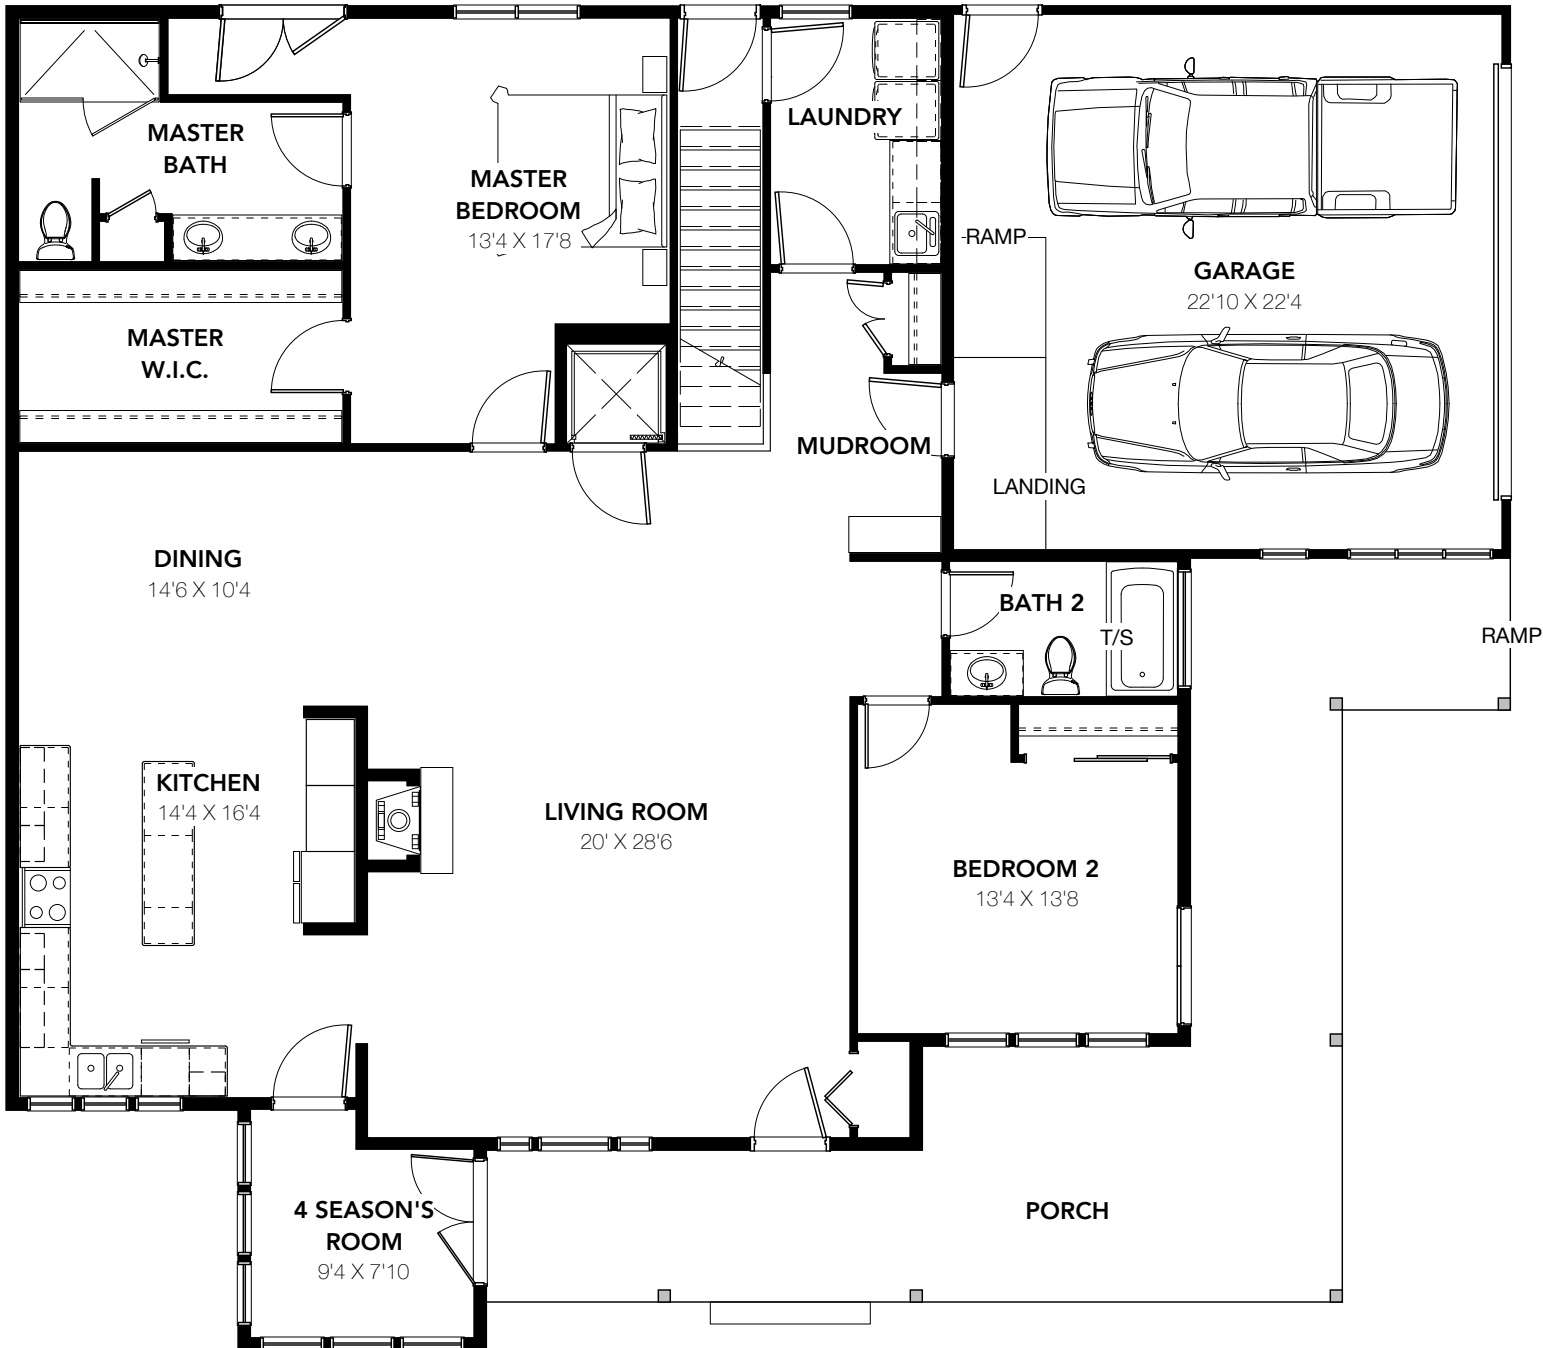 MASTER
BATH
MASTER
BEDROOM
13'4 X 17'8
LAUNDRY
RAMP
GARAGE
22'10 X 22'4
MASTER
W.I.C.
MUDROOM
LANDING
DINING
14'6 X 10'4
BATH 2
T/S
RAMP
KITCHEN
14'4 X 16'4
LIVING ROOM
20' X 28'6
BEDROOM 2
13'4 X 13'8
4 SEASON'S
ROOM
9'4 X 7'10
PORCH